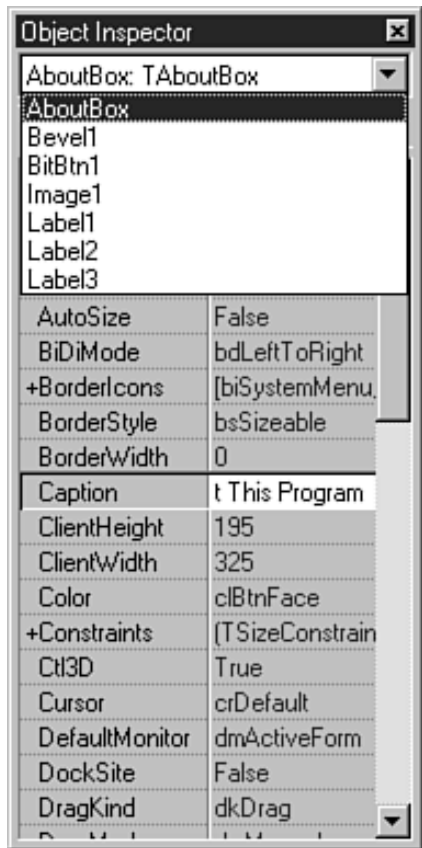 Object Inspector
AboutBox: TAboutBox
AboutBox
Bevel1
BitBtn1
Image1
Label1
Label2
Label3
AutoSize False
BiDiMode bdLeftToRight
+BorderIcons [biSystemMenu,
BorderStyle bsSizeable
BorderWidth 0
Caption t This Program
ClientHeight 195
ClientWidth 325
Color clBtnFace
+Constraints (TSizeConstrain
Ctl3D True
Cursor crDefault
DefaultMonitor dmActiveForm
DockSite False
DragKind dkDrag